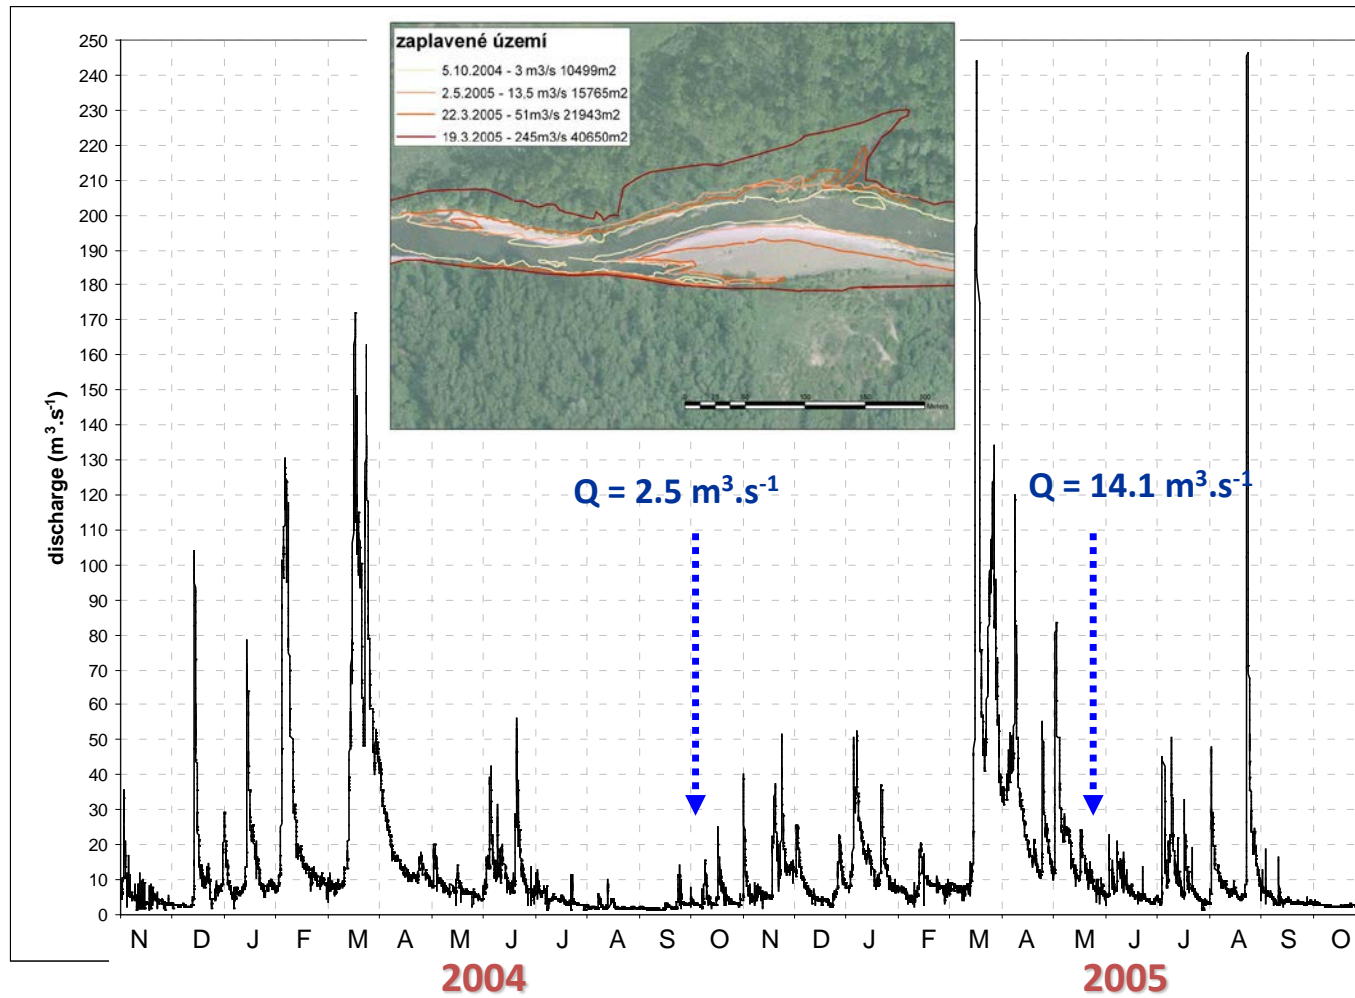 zaplavené území
5.10.2004 - 3 m3/s 10499m2
2.5.2005 - 13,5 m3/s 15765m2
22.3.2005 - 51m3/s 21943m2
19.3.2005 - 245m3/s 40650m2
250
240
230
220
210
200
190
180
170
160
150
140
130
120
110
100
90
80
70
60
50
40
30
20
10
0
discharge (m³.s⁻¹)
Meters
Q = 2.5 m³.s⁻¹
Q = 14.1 m³.s⁻¹
N D J F M A M J J A S O N D J F M A M J J A S O
2004 2005